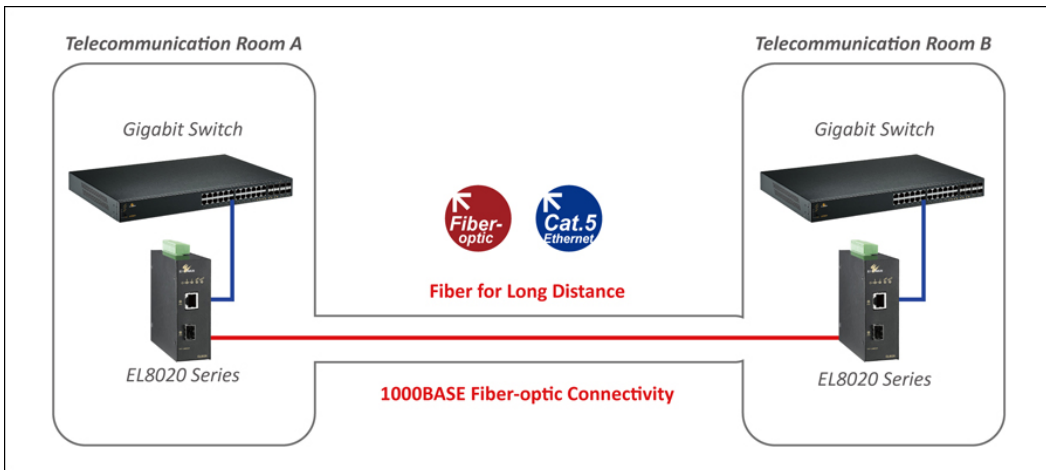 Telecommunication Room A
Telecommunication Room B
Gigabit Switch
Gigabit Switch
Fiber-
optic
Cat.5
Ethernet
Fiber for Long Distance
EL8020 Series
EL8020 Series
1000BASE Fiber-optic Connectivity